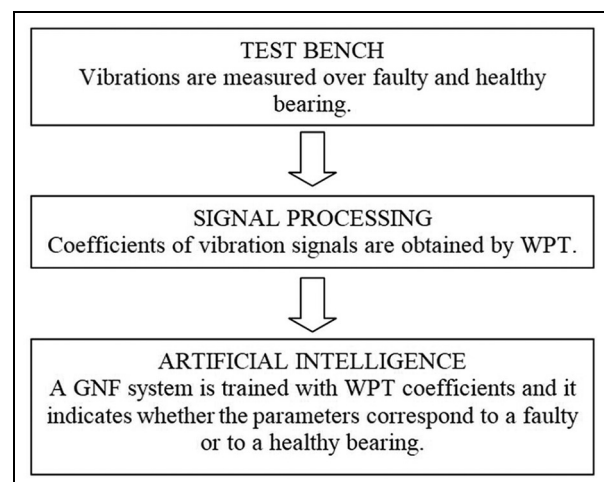 TEST BENCH
Vibrations are measured over faulty and healthy
bearing.
SIGNAL PROCESSING
Coefficients of vibration signals are obtained by WPT.
ARTIFICIAL INTELLIGENCE
A GNF system is trained with WPT coefficients and it
indicates whether the parameters correspond to a faulty
or to a healthy bearing.